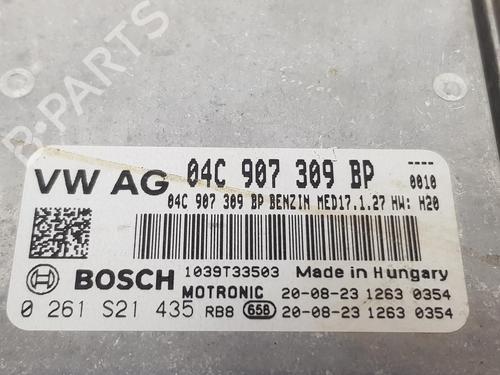 B-PARTS
VW AG 04C 907 309 BP ----
0010
04C 907 309 BP BENZIN MED17.1.27 HW: H20
BOSCH 1039T33503 Made in Hungary
MOTRONIC 20-08-23 1263 0354
0 261 S21 435 RB8 658 20-08-23 1263 0354